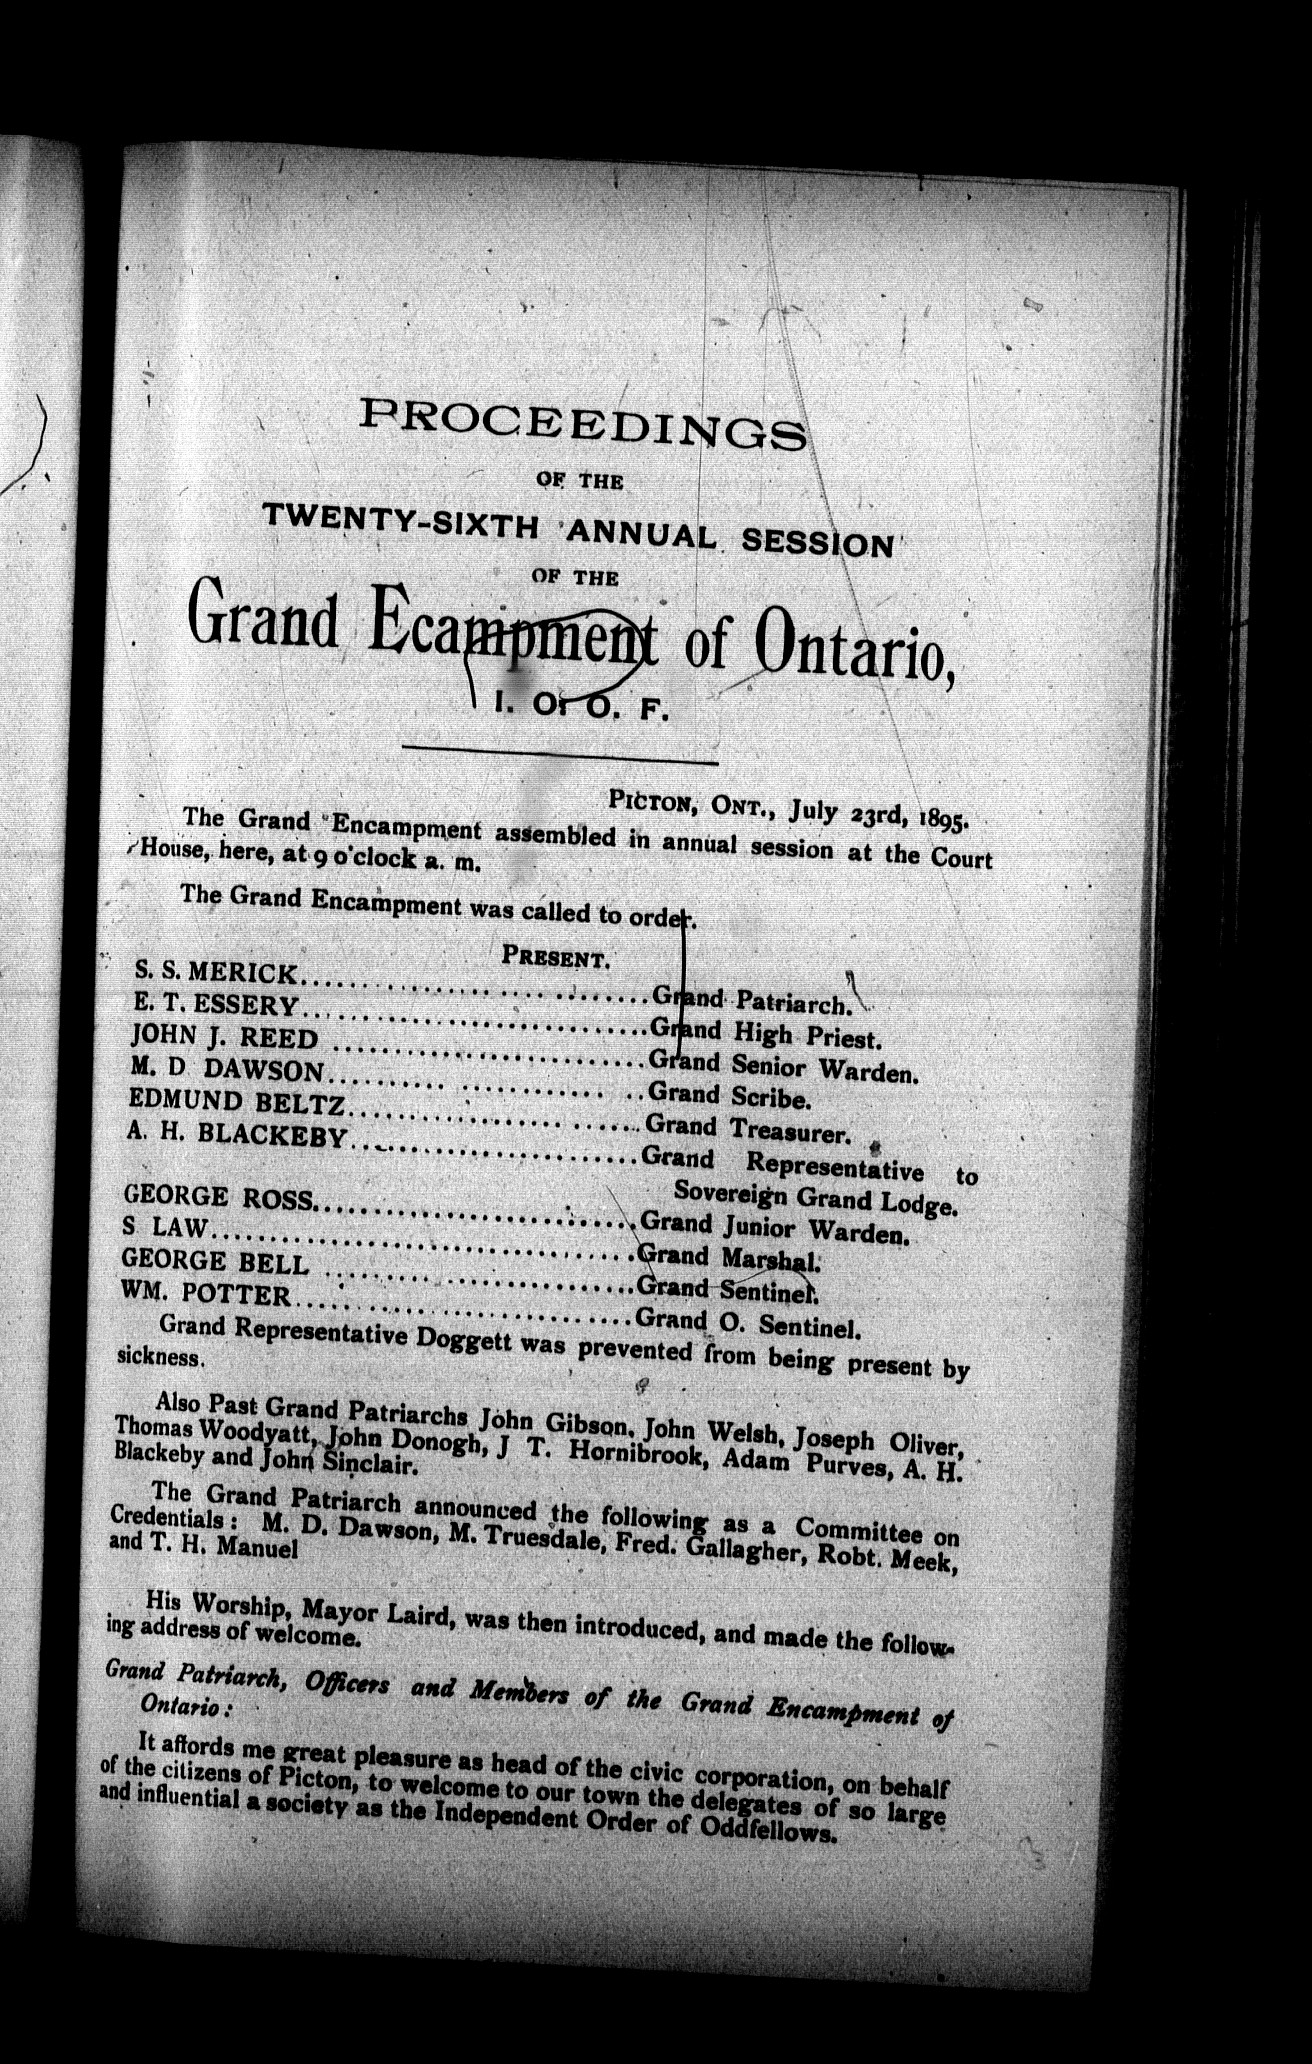 PROCEEDINGS
OF THE
TWENTY-SIXTH ANNUAL SESSION
OF THE
Grand Ecampment of Ontario,
I. O. O. F.
PICTON, ONT., July 23rd, 1895.
The Grand Encampment assembled in annual session at the Court
House, here, at 9 o'clock a. m.
The Grand Encampment was called to order.
PRESENT.
S. S. MERICK........................Grand Patriarch.
E. T. ESSERY........................Grand High Priest.
JOHN J. REED ........................Grand Senior Warden.
M. D DAWSON........................Grand Scribe.
EDMUND BELTZ........................Grand Treasurer.
A. H. BLACKEBY........................Grand Representative to
Sovereign Grand Lodge.
GEORGE ROSS........................Grand Junior Warden.
S LAW........................Grand Marshal.
GEORGE BELL ........................Grand Sentinel.
WM. POTTER........................Grand O. Sentinel.
Grand Representative Doggett was prevented from being present by
sickness.
Also Past Grand Patriarchs John Gibson, John Welsh, Joseph Oliver,
Thomas Woodyatt, John Donogh, J T. Hornibrook, Adam Purves, A. H.
Blackeby and John Sinclair.
The Grand Patriarch announced the following as a Committee on
Credentials: M. D. Dawson, M. Truesdale, Fred. Gallagher, Robt. Meek,
and T. H. Manuel
His Worship, Mayor Laird, was then introduced, and made the follow-
ing address of welcome.
Grand Patriarch, Officers and Members of the Grand Encampment of
Ontario:
It affords me great pleasure as head of the civic corporation, on behalf
of the citizens of Picton, to welcome to our town the delegates of so large
and influential a society as the Independent Order of Oddfellows.